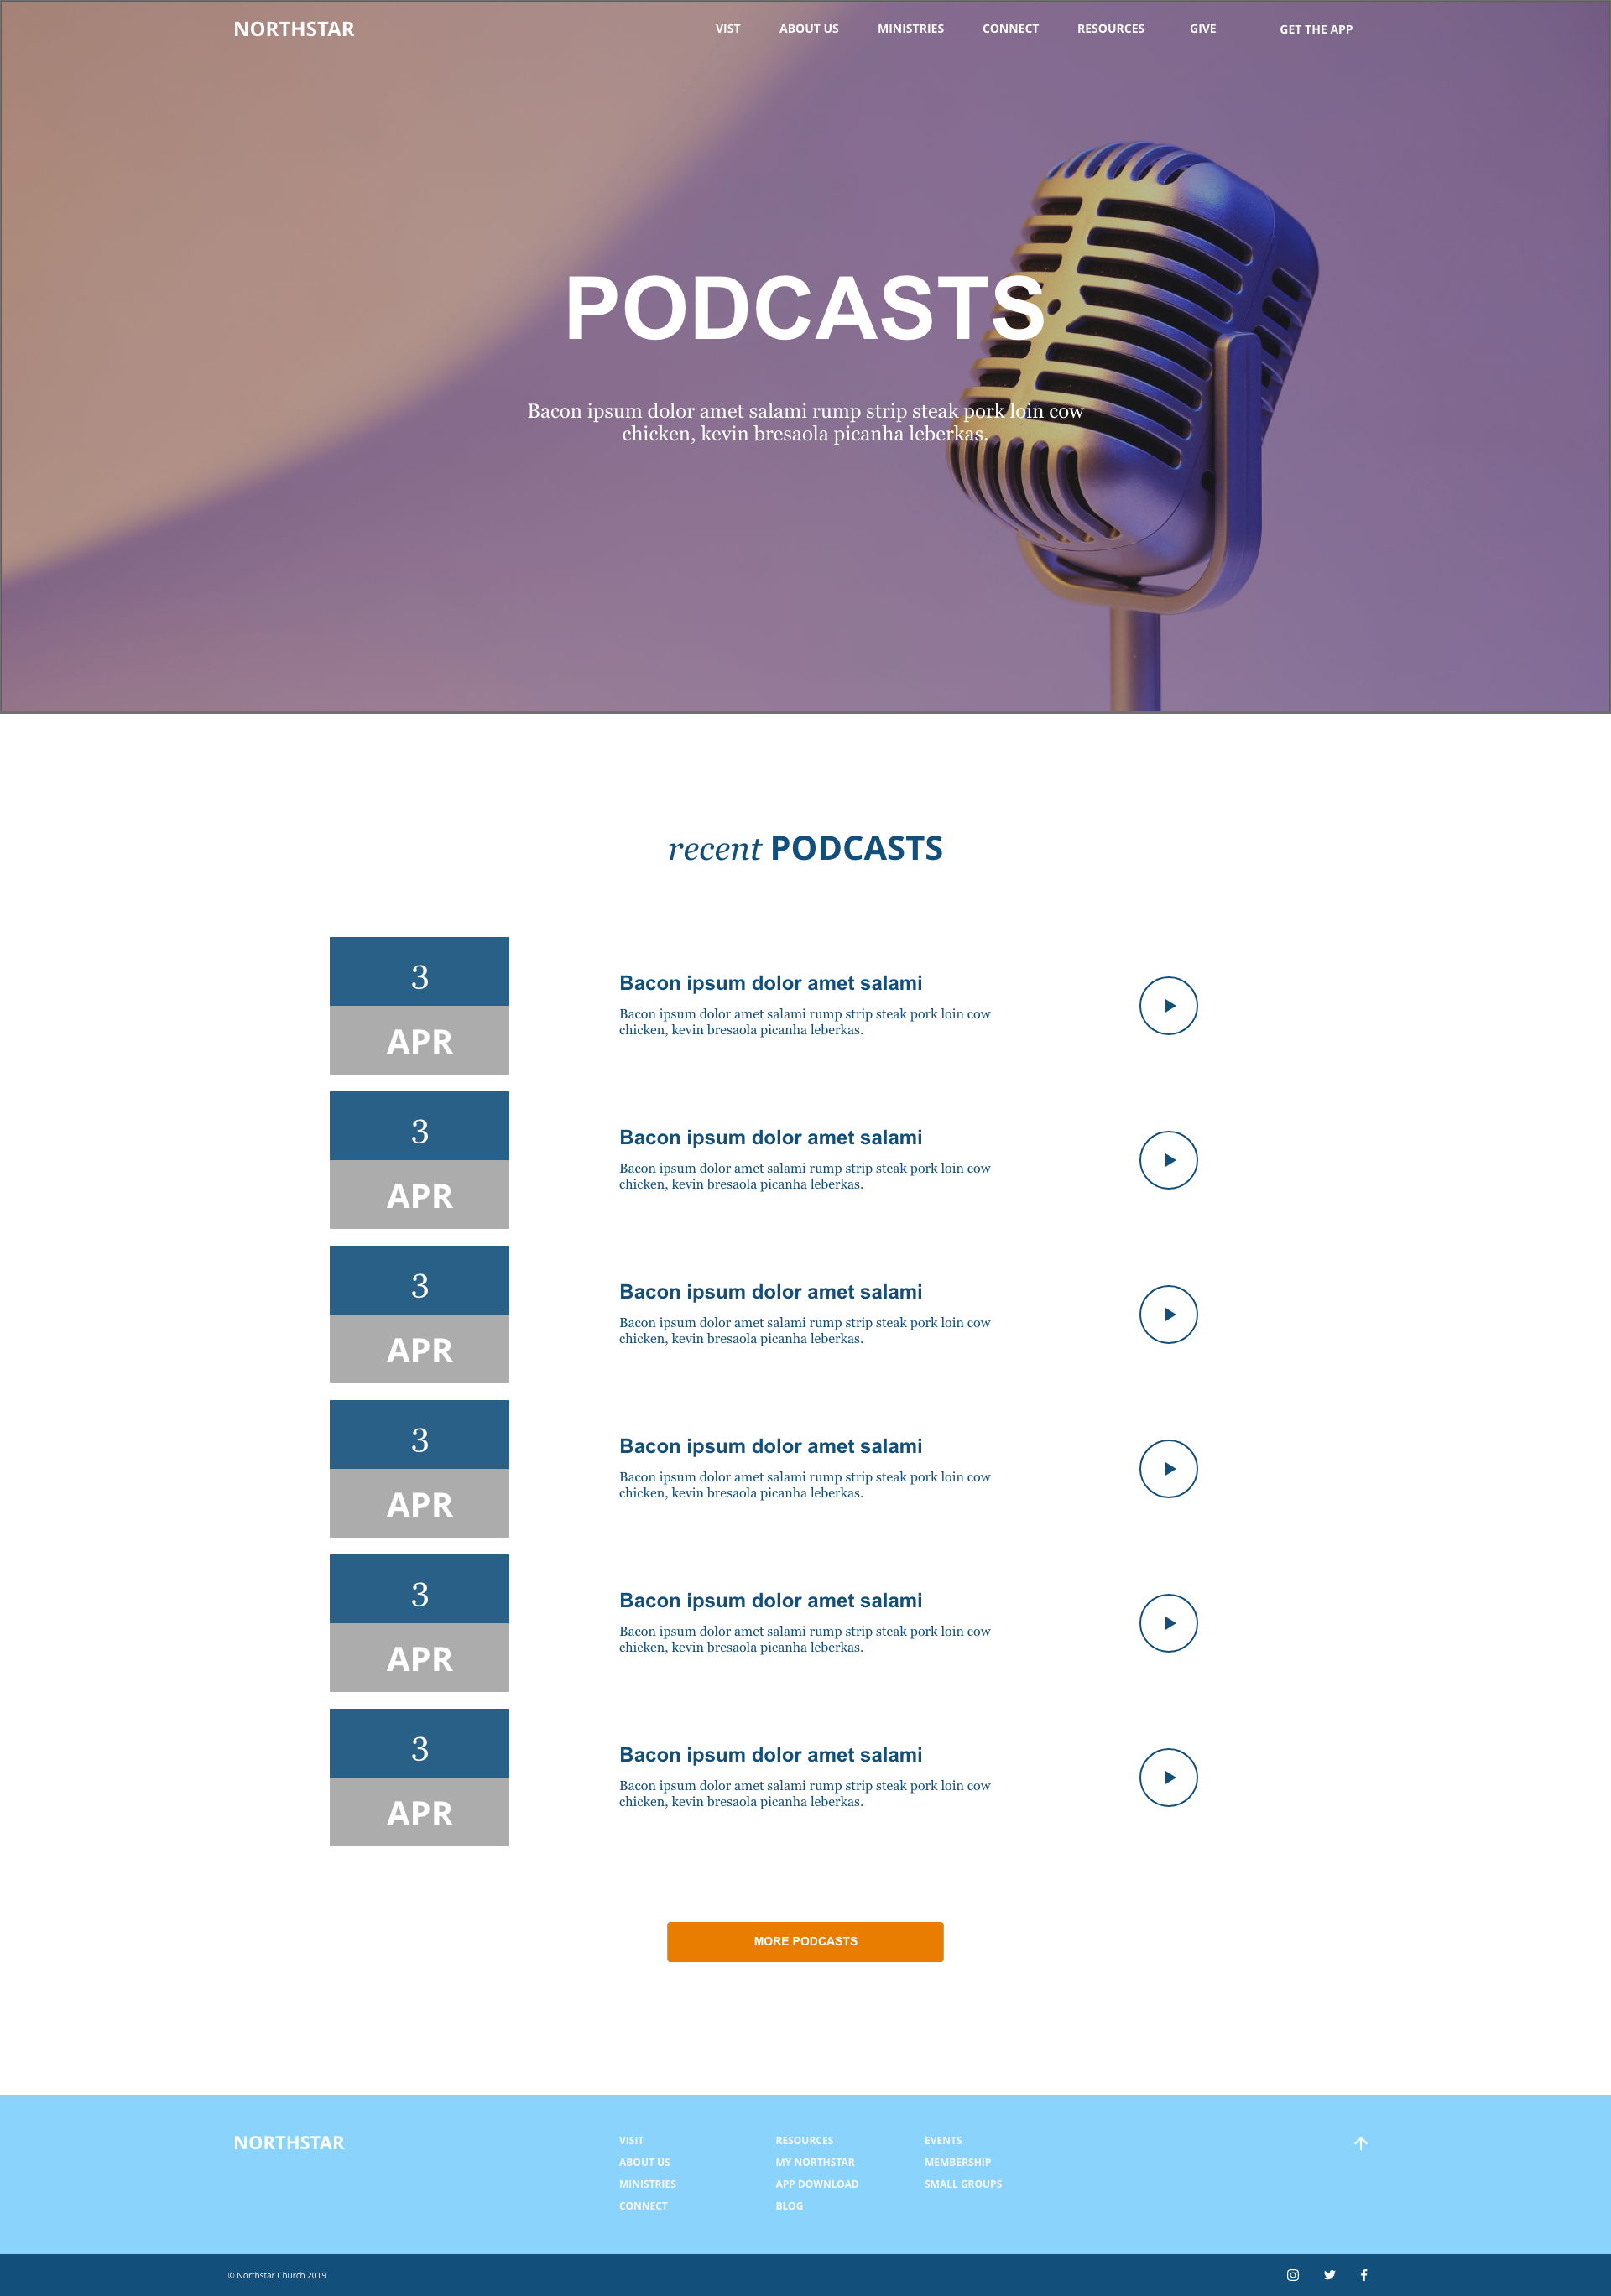 NORTHSTAR
VIST ABOUT US MINISTRIES CONNECT RESOURCES GIVE GET THE APP
PODCASTS
Bacon ipsum dolor amet salami rump strip steak pork loin cow
chicken, kevin bresaola picanha leberkas.
recent PODCASTS
3
APR
Bacon ipsum dolor amet salami
Bacon ipsum dolor amet salami rump strip steak pork loin cow
chicken, kevin bresaola picanha leberkas.
3
APR
Bacon ipsum dolor amet salami
Bacon ipsum dolor amet salami rump strip steak pork loin cow
chicken, kevin bresaola picanha leberkas.
3
APR
Bacon ipsum dolor amet salami
Bacon ipsum dolor amet salami rump strip steak pork loin cow
chicken, kevin bresaola picanha leberkas.
3
APR
Bacon ipsum dolor amet salami
Bacon ipsum dolor amet salami rump strip steak pork loin cow
chicken, kevin bresaola picanha leberkas.
3
APR
Bacon ipsum dolor amet salami
Bacon ipsum dolor amet salami rump strip steak pork loin cow
chicken, kevin bresaola picanha leberkas.
3
APR
Bacon ipsum dolor amet salami
Bacon ipsum dolor amet salami rump strip steak pork loin cow
chicken, kevin bresaola picanha leberkas.
MORE PODCASTS
NORTHSTAR
VISIT
ABOUT US
MINISTRIES
CONNECT
RESOURCES
MY NORTHSTAR
APP DOWNLOAD
BLOG
EVENTS
MEMBERSHIP
SMALL GROUPS
© Northstar Church 2019